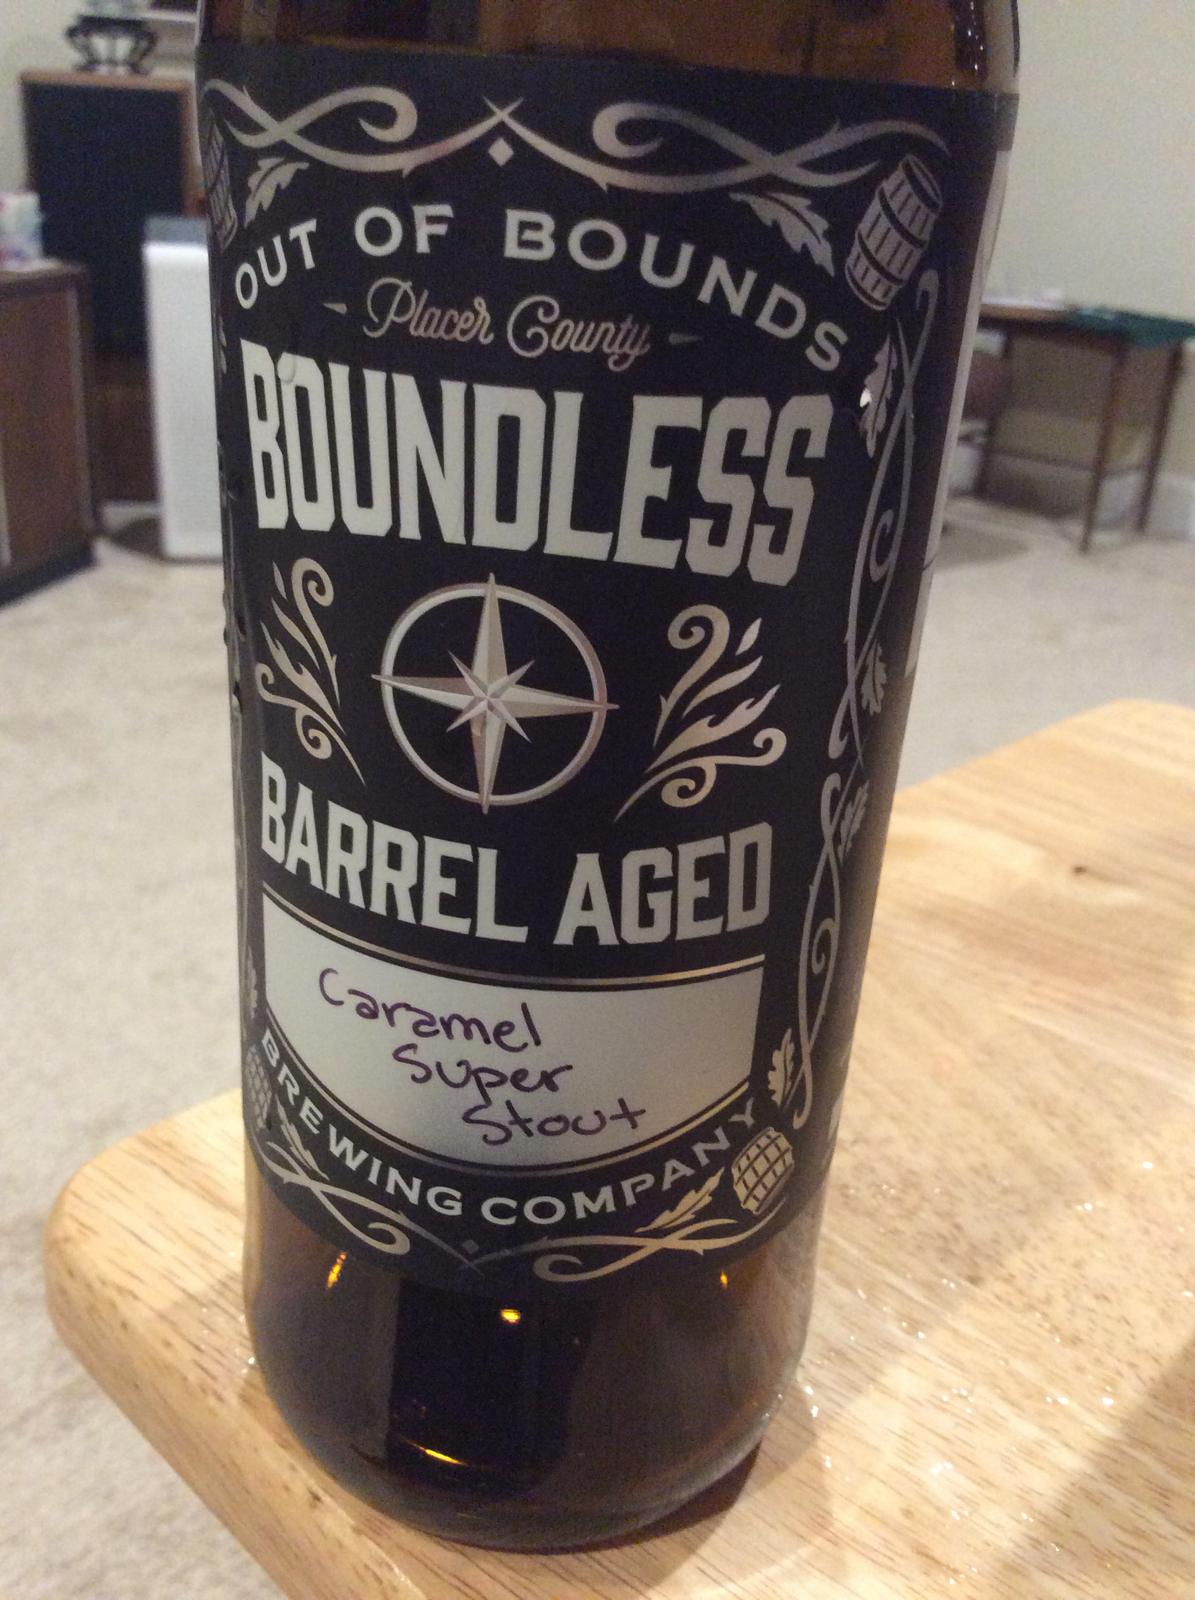 OUT OF BOUNDS
Placer County
BOUNDLESS
BARREL AGED
Caramel
Super
Stout
BREWING COMPANY